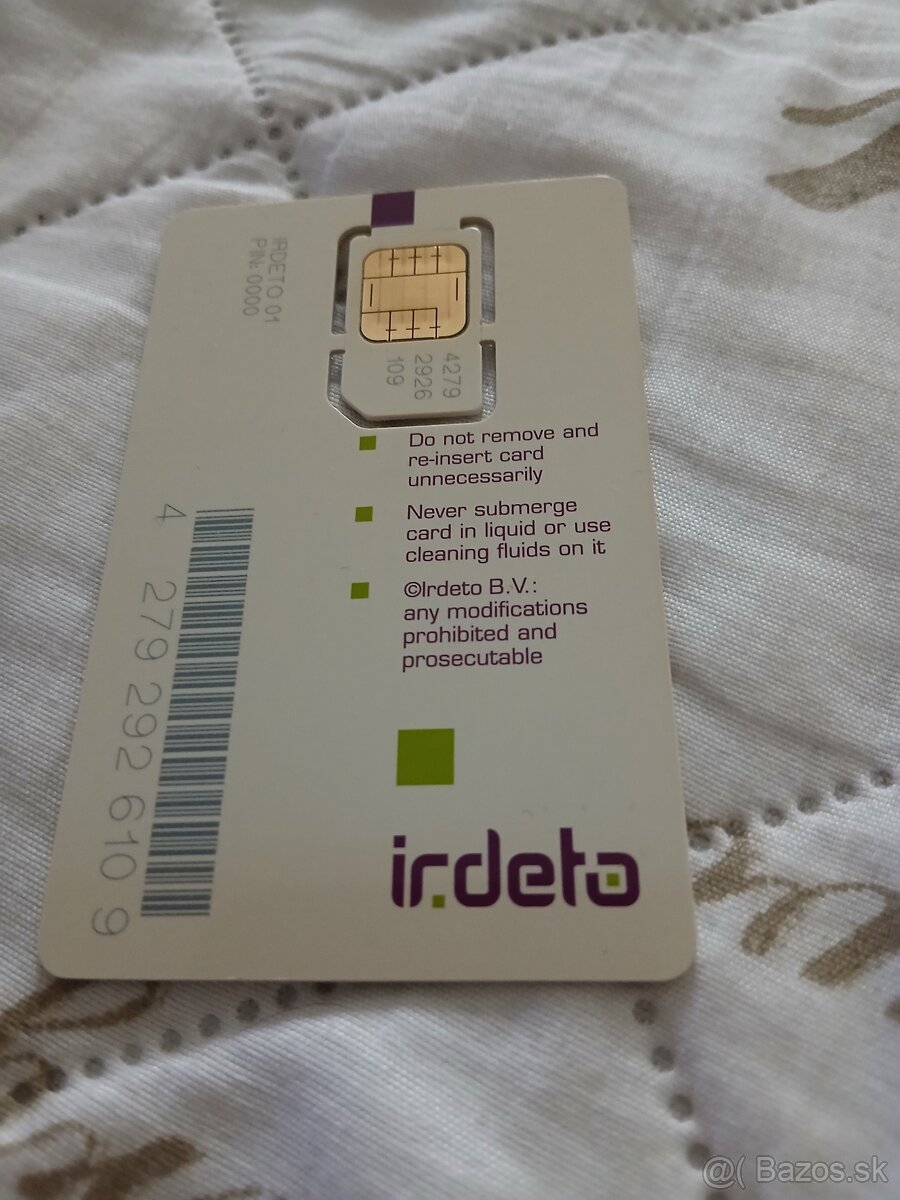 IRDETO 01
PIN: 0000
4279
2926
109
Do not remove and
re-insert card
unnecessarily
Never submerge
card in liquid or use
cleaning fluids on it
©Irdeto B.V.:
any modifications
prohibited and
prosecutable
4 279 292 610 9
irdeto
@( Bazos.sk